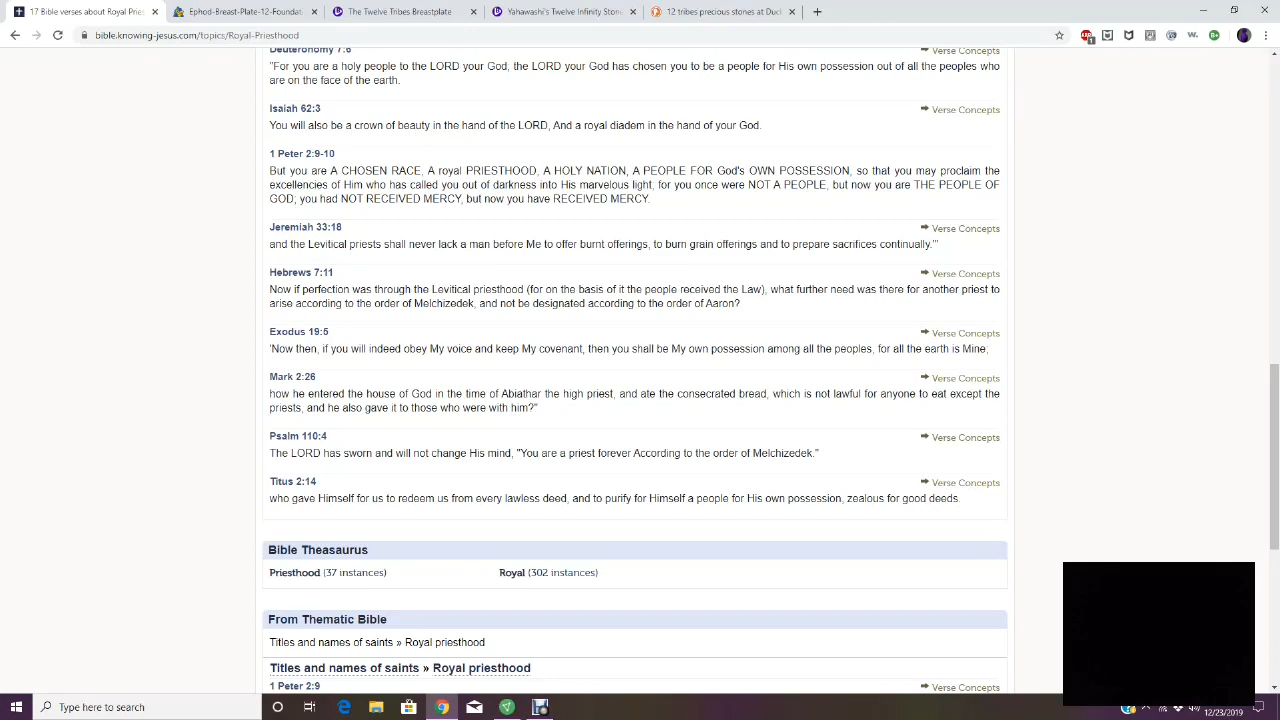 17 Bible verses about Royal Pries
Ephod-Breast-Plate-12-Foundat
The Twelve Tribes Breastplate
Yahawashi's Twelve Infinity Stone
12 tribes precious stones at Duck
bible.knowing-jesus.com/topics/Royal-Priesthood
Deuteronomy 7:6
Verse Concepts
"For you are a holy people to the LORD your God; the LORD your God has chosen you to be a people for His own possession out of all the peoples who
are on the face of the earth.
Isaiah 62:3
Verse Concepts
You will also be a crown of beauty in the hand of the LORD, And a royal diadem in the hand of your God.
1 Peter 2:9-10
But you are A CHOSEN RACE, A royal PRIESTHOOD, A HOLY NATION, A PEOPLE FOR God's OWN POSSESSION, so that you may proclaim the
excellencies of Him who has called you out of darkness into His marvelous light; for you once were NOT A PEOPLE, but now you are THE PEOPLE OF
GOD; you had NOT RECEIVED MERCY, but now you have RECEIVED MERCY.
Jeremiah 33:18
Verse Concepts
and the Levitical priests shall never lack a man before Me to offer burnt offerings, to burn grain offerings and to prepare sacrifices continually.'"
Hebrews 7:11
Verse Concepts
Now if perfection was through the Levitical priesthood (for on the basis of it the people received the Law), what further need was there for another priest to
arise according to the order of Melchizedek, and not be designated according to the order of Aaron?
Exodus 19:5
Verse Concepts
'Now then, if you will indeed obey My voice and keep My covenant, then you shall be My own possession among all the peoples, for all the earth is Mine;
Mark 2:26
Verse Concepts
how he entered the house of God in the time of Abiathar the high priest, and ate the consecrated bread, which is not lawful for anyone to eat except the
priests, and he also gave it to those who were with him?"
Psalm 110:4
Verse Concepts
The LORD has sworn and will not change His mind, "You are a priest forever According to the order of Melchizedek."
Titus 2:14
Verse Concepts
who gave Himself for us to redeem us from every lawless deed, and to purify for Himself a people for His own possession, zealous for good deeds.
Bible Theasaurus
Priesthood (37 instances)
Royal (302 instances)
From Thematic Bible
Titles and names of saints » Royal priesthood
Titles and names of saints » Royal priesthood
1 Peter 2:9
Verse Concepts
Type here to search
12/23/2019